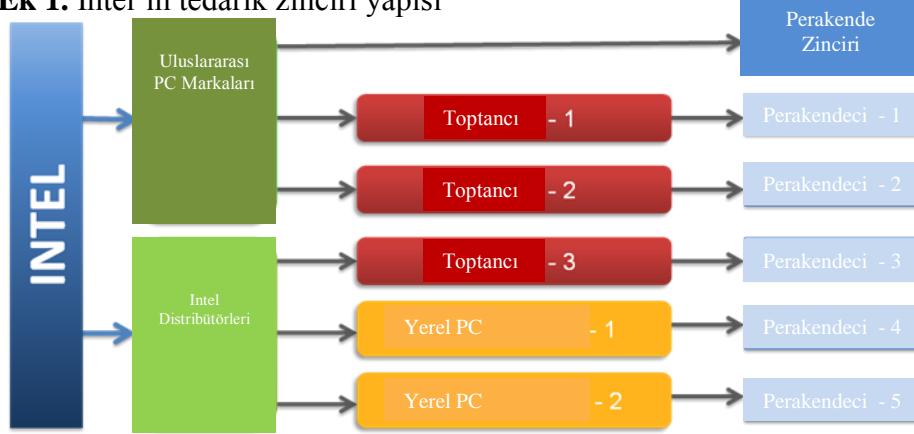 Ek 1. Intel'in tedarik zinciri yapısı
INTEL
Uluslararası
PC Markaları
Intel
Distribütörleri
Toptancı - 1
Toptancı - 2
Toptancı - 3
Yerel PC - 1
Yerel PC - 2
Perakende
Zinciri
Perakendeci - 1
Perakendeci - 2
Perakendeci - 3
Perakendeci - 4
Perakendeci - 5